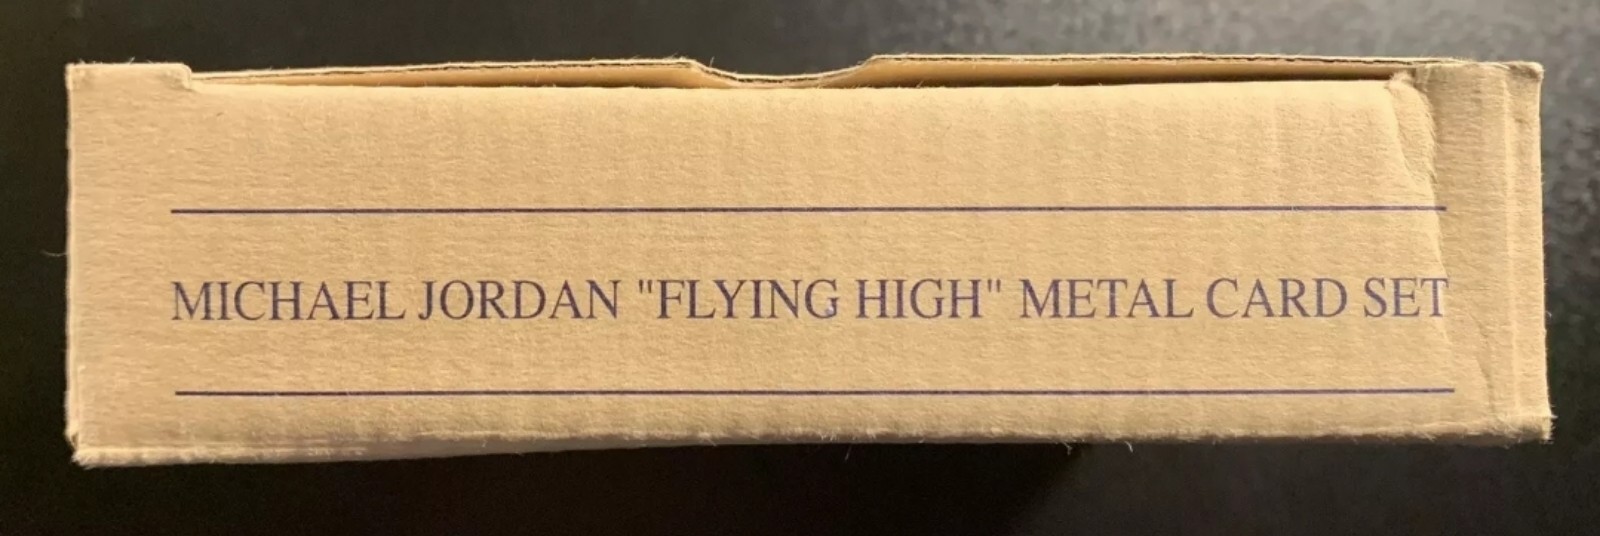 MICHAEL JORDAN "FLYING HIGH" METAL CARD SET